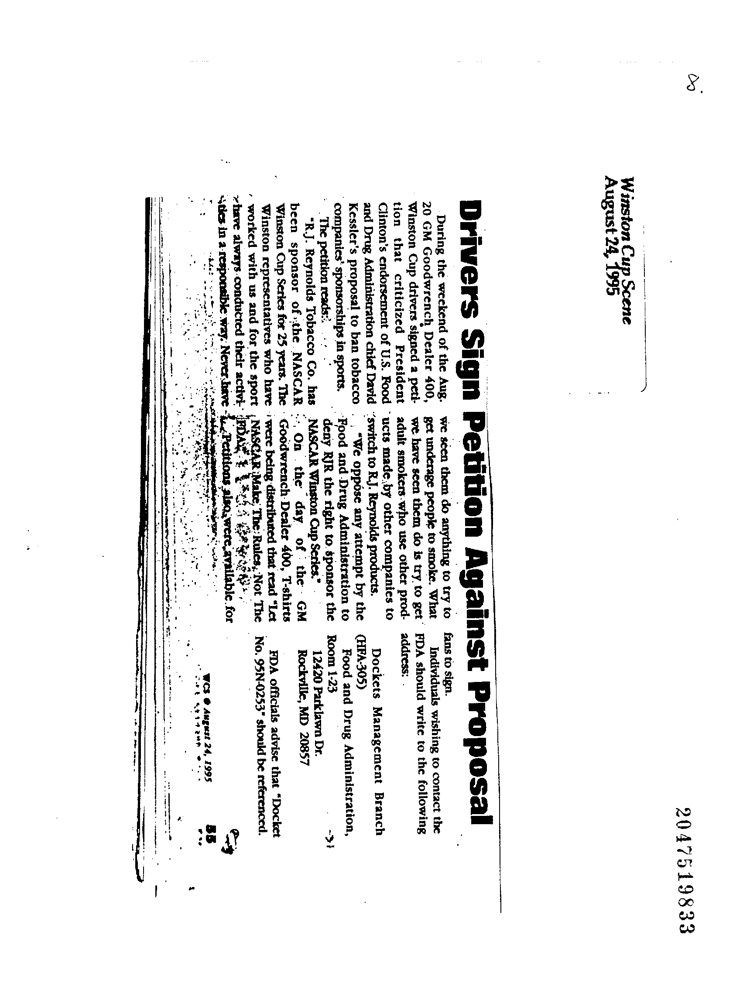 8.
Winston Cup Scene
August 24, 1995
Drivers Sign Petition Against Proposal
During the weekend of the Aug.
20 GM Goodwrench Dealer 400,
Winston Cup drivers signed a peti-
tion that criticized President
Clinton's endorsement of U.S. Food
and Drug Administration chief David
Kessler's proposal to ban tobacco
companies' sponsorships in sports.
The petition reads:
"R.J. Reynolds Tobacco Co. has
been sponsor of the NASCAR
Winston Cup Series for 25 years. The
Winston representatives who have
worked with us and for the sport
have always conducted their activi-
ties in a responsible way. Never have
we seen them do anything to try to
get underage people to smoke. What
we have seen them do is try to get
adult smokers who use other prod-
ucts made by other companies to
switch to R.J. Reynolds products.
"We oppose any attempt by the
Food and Drug Administration to
deny RJR the right to sponsor the
NASCAR Winston Cup Series."
On the day of the GM
Goodwrench Dealer 400, T-shirts
were being distributed that read "Let
NASCAR Make The Rules, Not The
FDA."
Petitions also were available for
fans to sign.
Individuals wishing to contact the
FDA should write to the following
address:
Dockets Management Branch
(HFA-305)
Food and Drug Administration,
Room 1-23
12420 Parklawn Dr.
Rockville, MD 20857
FDA officials advise that "Docket
No. 95N-0253" should be referenced.
WCS • August 24, 1995
55
2047519833